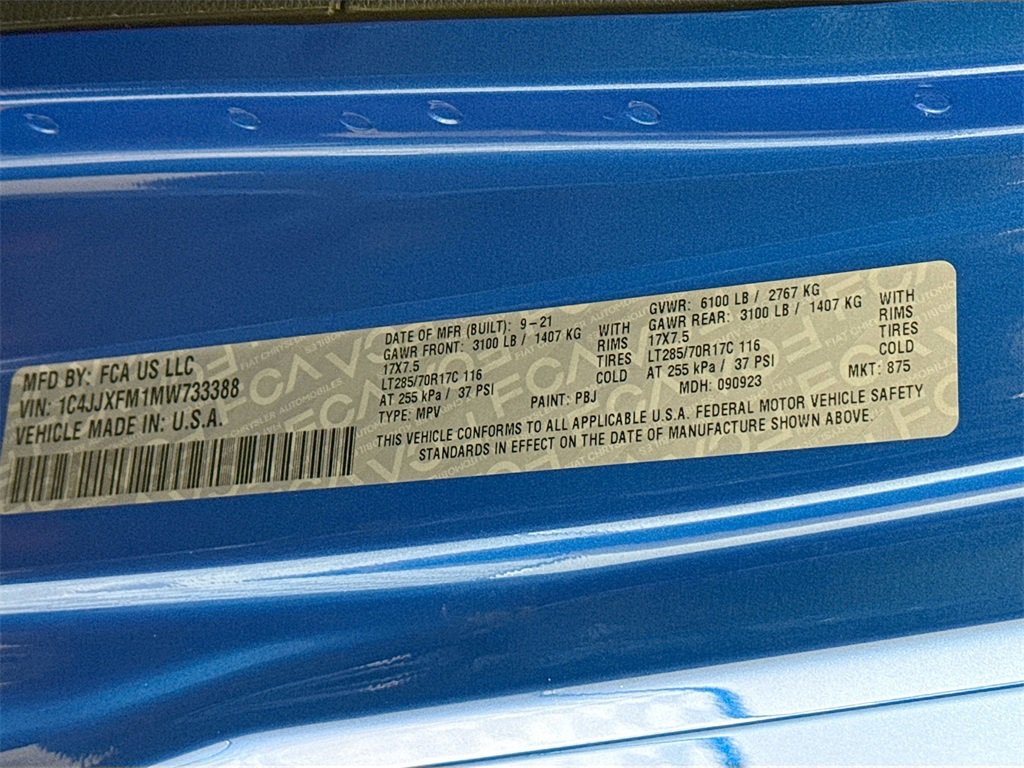 MFD BY: FCA US LLC
VIN: 1C4JJXFM1MW733388
VEHICLE MADE IN: U.S.A.
DATE OF MFR (BUILT): 9-21
GAWR FRONT: 3100 LB / 1407 KG WITH
17X7.5 RIMS
LT285/70R17C 116 TIRES
AT 255 kPa / 37 PSI COLD
TYPE: MPV PAINT: PBJ
GVWR: 6100 LB / 2767 KG
GAWR REAR: 3100 LB / 1407 KG WITH
17X7.5 RIMS
LT285/70R17C 116 TIRES
AT 255 kPa / 37 PSI COLD
MDH: 090923 MKT: 875
THIS VEHICLE CONFORMS TO ALL APPLICABLE U.S.A. FEDERAL MOTOR VEHICLE SAFETY
STANDARDS IN EFFECT ON THE DATE OF MANUFACTURE SHOWN ABOVE.